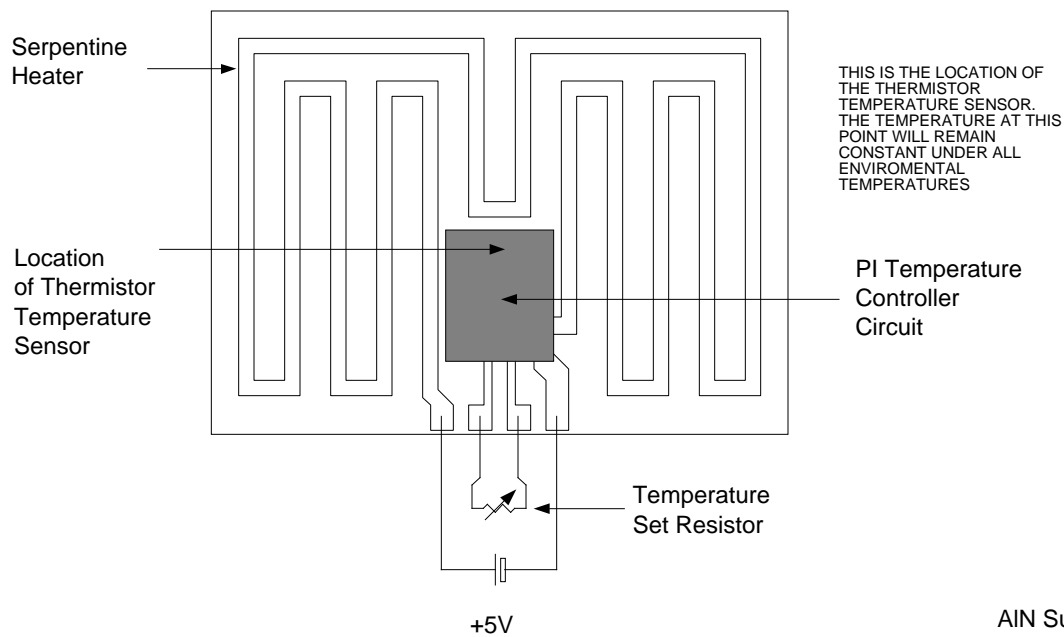 Serpentine
Heater
THIS IS THE LOCATION OF
THE THERMISTOR
TEMPERATURE SENSOR.
THE TEMPERATURE AT THIS
POINT WILL REMAIN
CONSTANT UNDER ALL
ENVIROMENTAL
TEMPERATURES
Location
of Thermistor
Temperature
Sensor
PI Temperature
Controller
Circuit
Temperature
Set Resistor
+5V
AlN Su